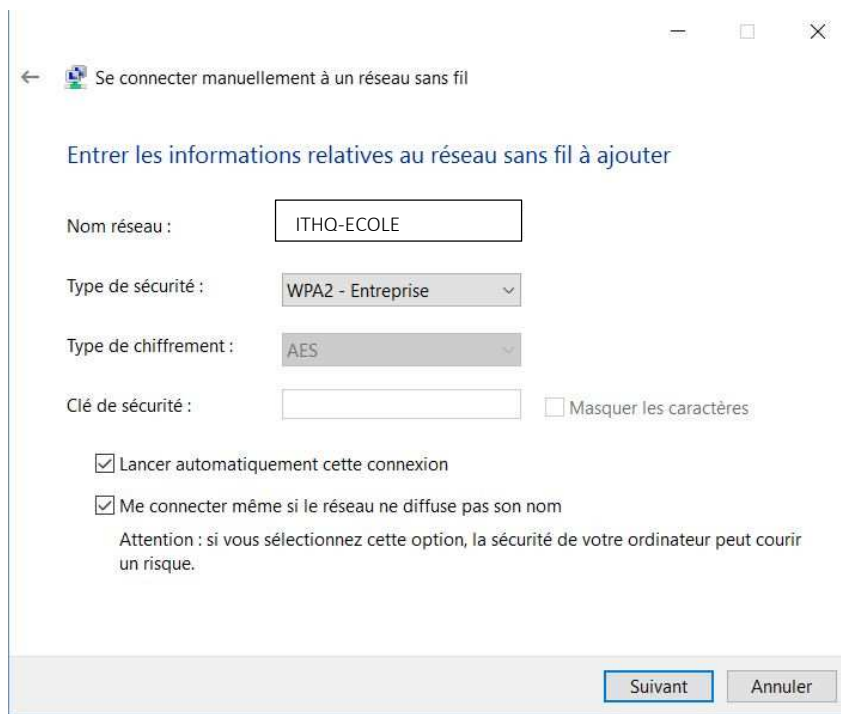 Se connecter manuellement à un réseau sans fil
Entrer les informations relatives au réseau sans fil à ajouter
Nom réseau : ITHQ-ECOLE
Type de sécurité : WPA2 - Entreprise
Type de chiffrement : AES
Clé de sécurité : Masquer les caractères
Lancer automatiquement cette connexion
Me connecter même si le réseau ne diffuse pas son nom
Attention : si vous sélectionnez cette option, la sécurité de votre ordinateur peut courir
un risque.
Suivant Annuler